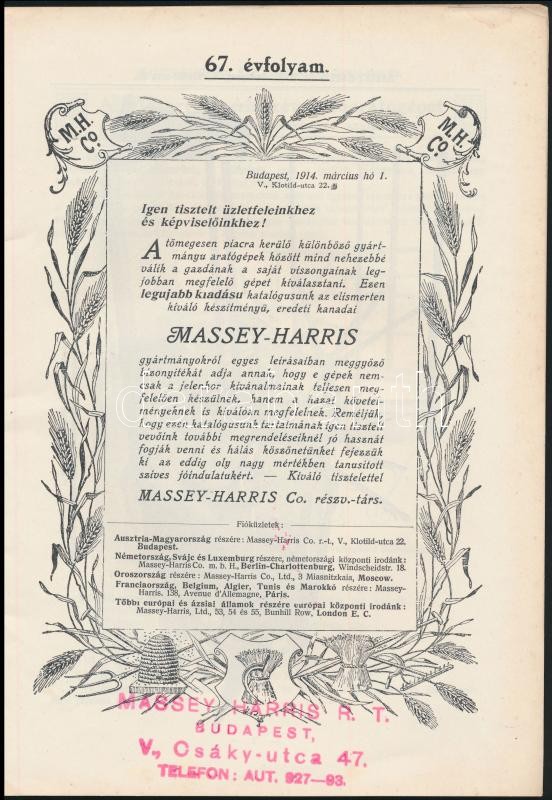 67. évfolyam.
M.H. Co.
M.H. Co.
Budapest, 1914. március hó 1.
V., Klotild-utca 22.
Igen tisztelt üzletfeleinkhez
és képviselőinkhez!
A tömegesen piacra kerülő különböző gyárt-
mányu aratógépek között mind nehezebbé
válik a gazdának a saját viszonyainak leg-
jobban megfelelő gépet kiválasztani. Ezen
legujabb kiadásu katalógusunk az elismerten
kiváló készítményű, eredeti kanadai
MASSEY-HARRIS
gyártmányokról egyes leirásaiban meggyőző
bizonyitékát adja annak, hogy e gépek nem-
csak a jelenkor kívánalmainak teljesen meg-
felelően készülnek, hanem a hazai követel-
ményeknek is kiválóan megfelelnek. Reméljük,
hogy ezen katalógusunk tartalmának igen tisztelt
vevőink további megrendeléseiknél jó hasznát
fogják venni és hálás köszönetünket fejezzük
ki az eddig oly nagy mértékben tanusított
szives jóindulatukért. — Kiváló tisztelettel
MASSEY-HARRIS Co. részv.-társ.
Fióküzletek:
Ausztria-Magyarország részére: Massey-Harris Co. r.-t., V., Klotild-utca 22.
Budapest.
Németország, Svájc és Luxemburg részére, németországi központi irodánk:
Massey-Harris Co. m. b. H., Berlin-Charlottenburg, Windscheidstr. 18.
Oroszország részére: Massey-Harris Co., Ltd., 3 Miasnitzkaia, Moscow.
Franciaország, Belgium, Algier, Tunis és Marokkó részére: Massey-
Harris. 138, Avenue d'Allemagne, Páris.
Többi európai és ázsiai államok részére európai központi irodánk:
Massey-Harris, Ltd., 53, 54 és 55, Bunhill Row, London E. C.
MASSEY HARRIS R. T.
BUDAPEST,
V., Csáky-utca 47.
TELEFON: AUT. 927—93.